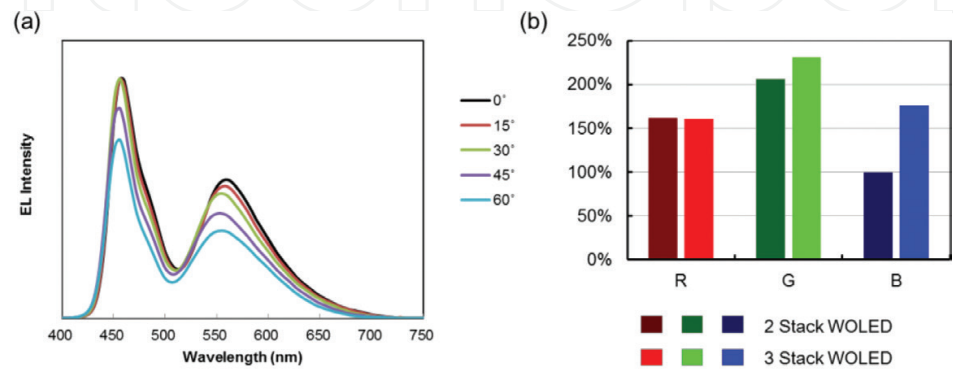 (a)
EL Intensity
400 450 500 550 600 650 700 750
Wavelength (nm)
0˚
15˚
30˚
45˚
60˚
(b)
250%
200%
150%
100%
50%
0%
R G B
2 Stack WOLED
3 Stack WOLED